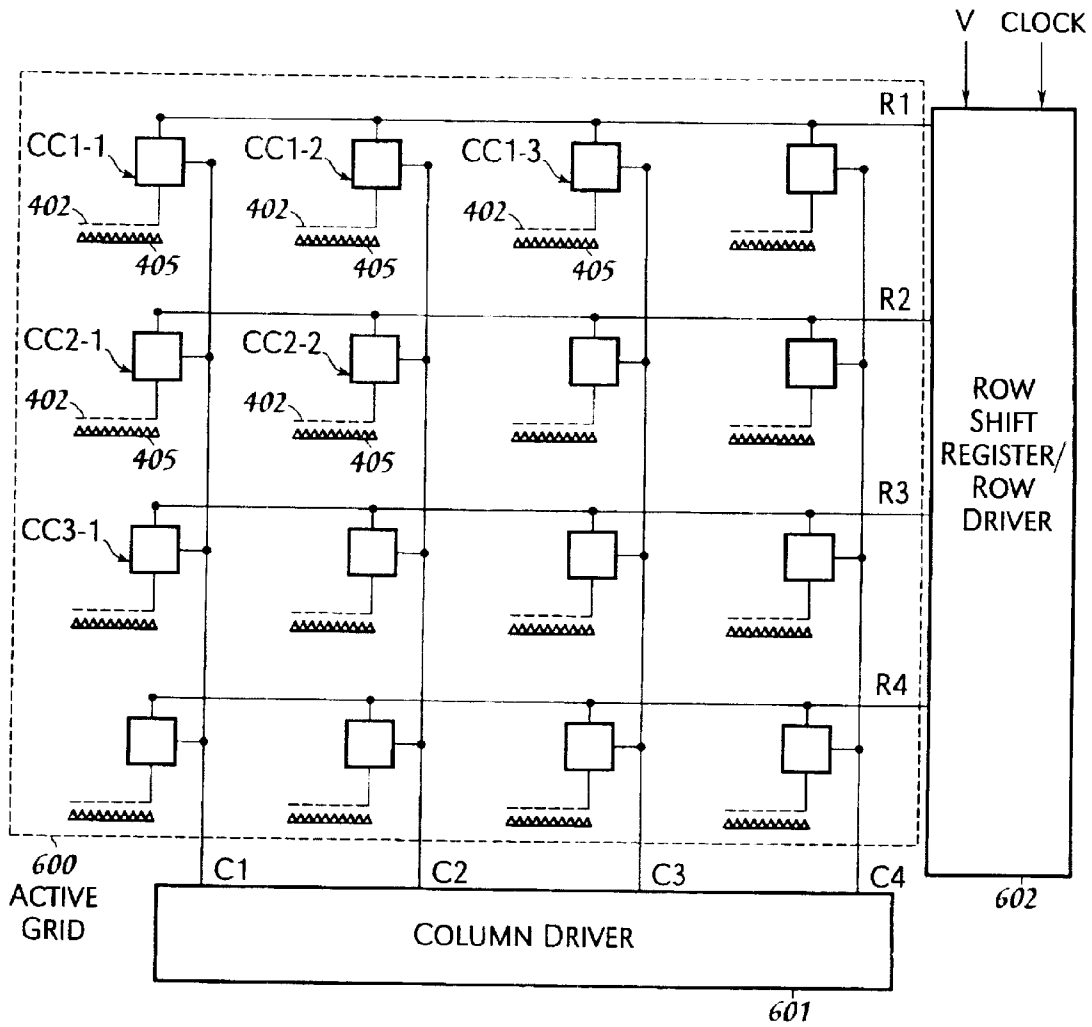 V CLOCK
R1
CC1-1 CC1-2 CC1-3
402 402 402
405 405 405
R2
CC2-1 CC2-2
402 402
405 405
ROW
SHIFT
REGISTER/
ROW
DRIVER
R3
CC3-1
R4
600
ACTIVE
GRID
C1 C2 C3 C4
602
COLUMN DRIVER
601